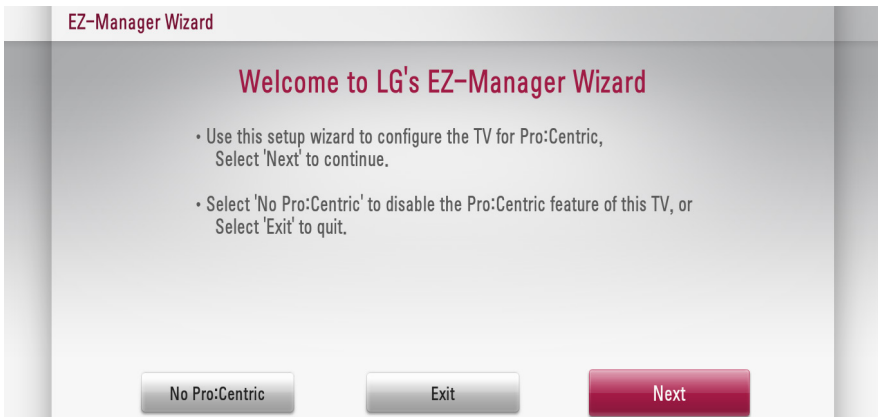 EZ-Manager Wizard
Welcome to LG's EZ-Manager Wizard
• Use this setup wizard to configure the TV for Pro:Centric,
Select 'Next' to continue.
• Select 'No Pro:Centric' to disable the Pro:Centric feature of this TV, or
Select 'Exit' to quit.
No Pro:Centric Exit Next